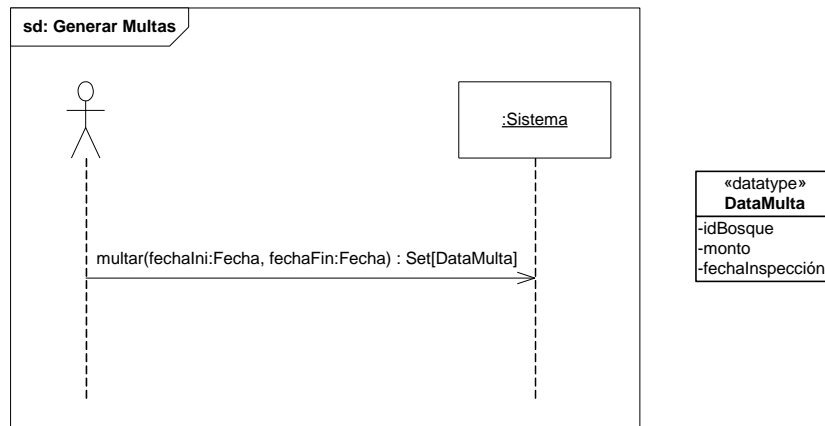 sd: Generar Multas
:Sistema
multar(fechaIni:Fecha, fechaFin:Fecha) : Set[DataMulta]
«datatype»
DataMulta
-idBosque
-monto
-fechaInspección